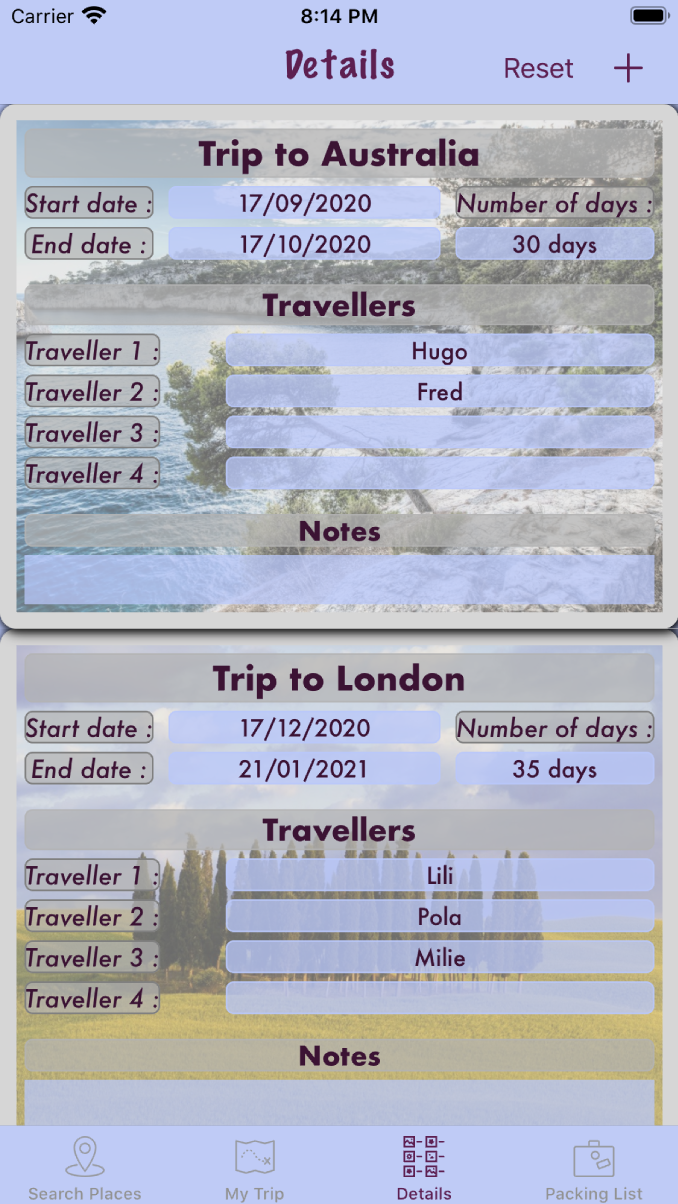 Carrier 8:14 PM
Details Reset +
Trip to Australia
Start date : 17/09/2020 Number of days :
End date : 17/10/2020 30 days
Travellers
Traveller 1 : Hugo
Traveller 2 : Fred
Traveller 3 :
Traveller 4 :
Notes
Trip to London
Start date : 17/12/2020 Number of days :
End date : 21/01/2021 35 days
Travellers
Traveller 1 : Lili
Traveller 2 : Pola
Traveller 3 : Milie
Traveller 4 :
Notes
Search Places My Trip Details Packing List